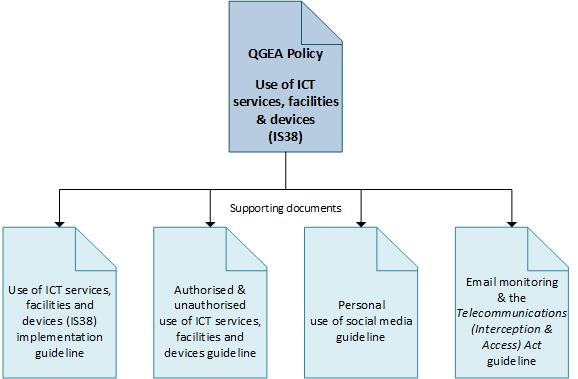 QGEA Policy
Use of ICT
services, facilities
& devices
(IS38)
Supporting documents
Use of ICT services,
facilities and
devices (IS38)
implementation
guideline
Authorised &
unauthorised
use of ICT services,
facilities and
devices guideline
Personal
use of social media
guideline
Email monitoring
& the
Telecommunications
(Interception &
Access) Act
guideline